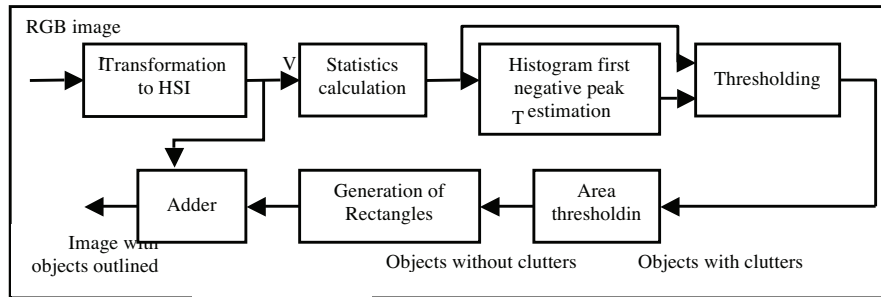 RGB image
I
Transformation
to HSI
V
Statistics
calculation
Histogram first
negative peak
T estimation
Thresholding
Adder
Generation of
Rectangles
Area
thresholdin
Image with
objects outlined
Objects without clutters
Objects with clutters